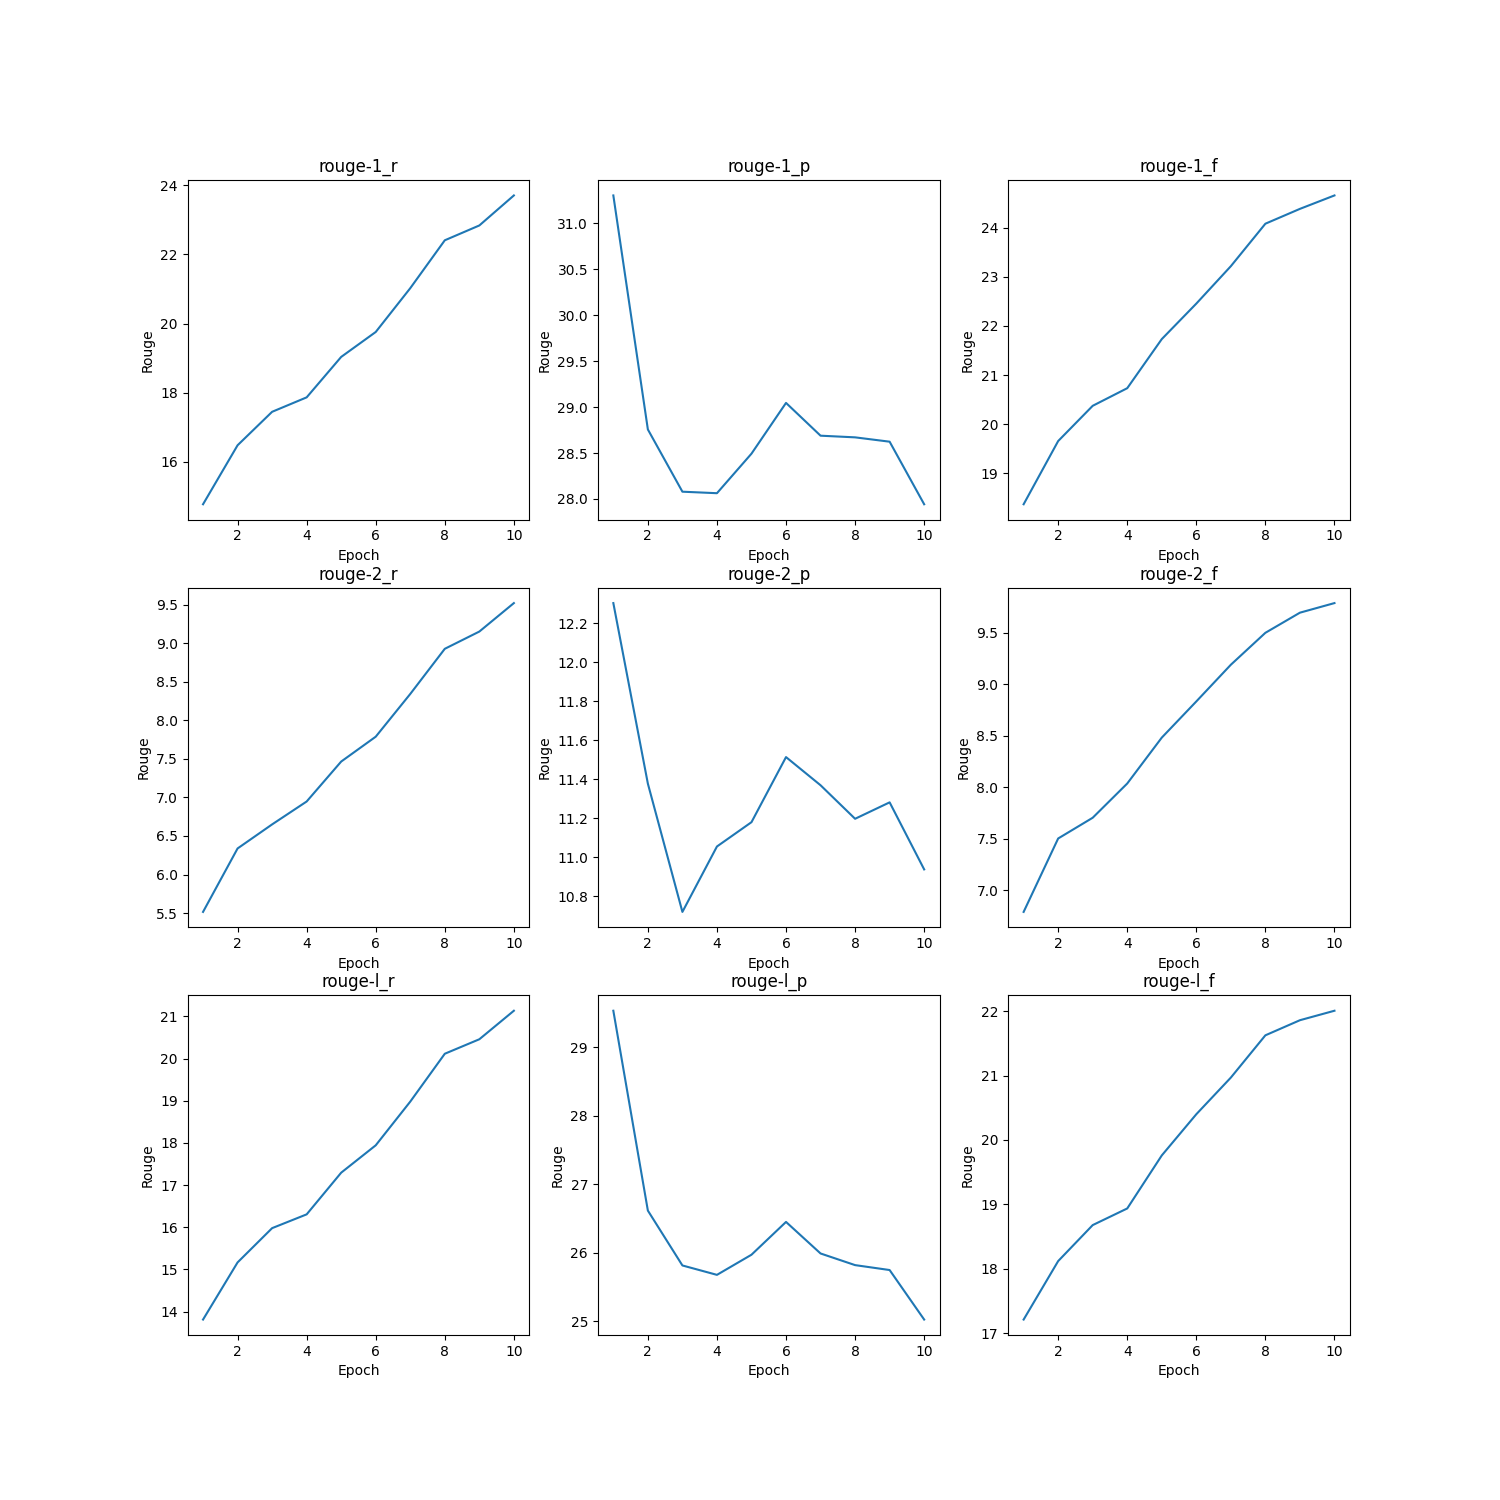 rouge-1_r
24
22
20
18
16
Rouge
2 4 6 8 10
Epoch
rouge-1_p
31.0
30.5
30.0
29.5
29.0
28.5
28.0
Rouge
2 4 6 8 10
Epoch
rouge-1_f
24
23
22
21
20
19
Rouge
2 4 6 8 10
Epoch
rouge-2_r
9.5
9.0
8.5
8.0
7.5
7.0
6.5
6.0
5.5
Rouge
2 4 6 8 10
Epoch
rouge-2_p
12.2
12.0
11.8
11.6
11.4
11.2
11.0
10.8
Rouge
2 4 6 8 10
Epoch
rouge-2_f
9.5
9.0
8.5
8.0
7.5
7.0
Rouge
2 4 6 8 10
Epoch
rouge-l_r
21
20
19
18
17
16
15
14
Rouge
2 4 6 8 10
Epoch
rouge-l_p
29
28
27
26
25
Rouge
2 4 6 8 10
Epoch
rouge-l_f
22
21
20
19
18
17
Rouge
2 4 6 8 10
Epoch